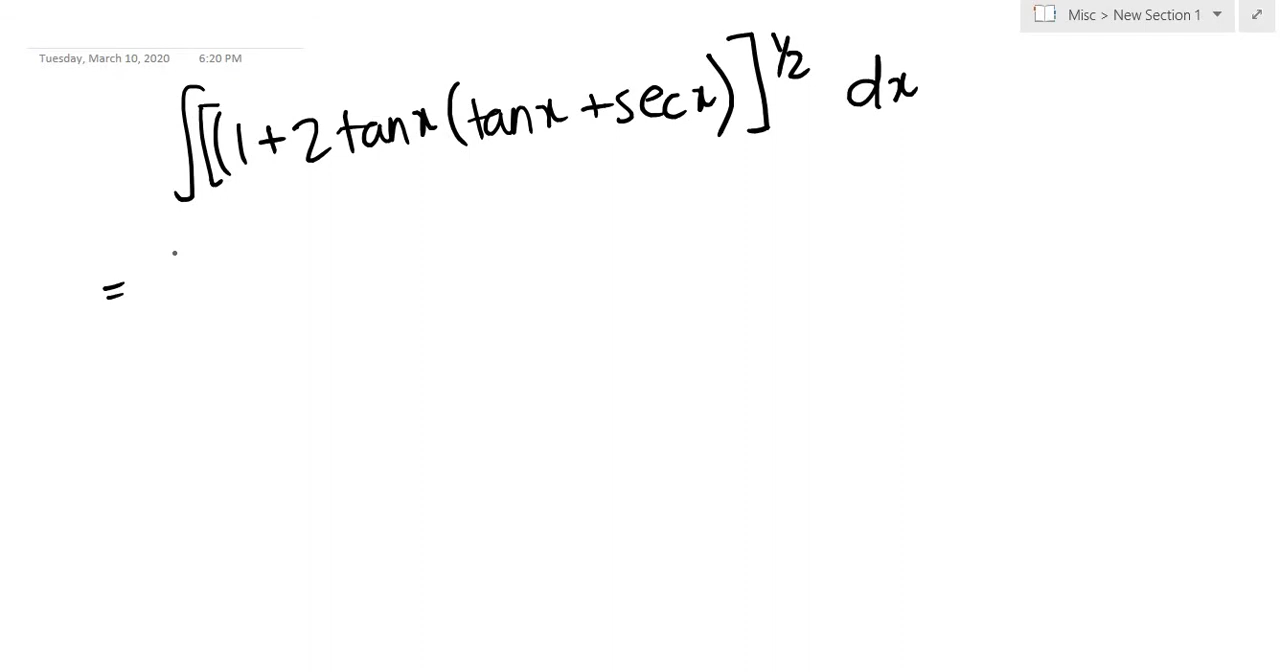 Misc > New Section 1
Tuesday, March 10, 2020 6:20 PM
∫[(1+2tanx(tanx+secx)]^½ dx
=